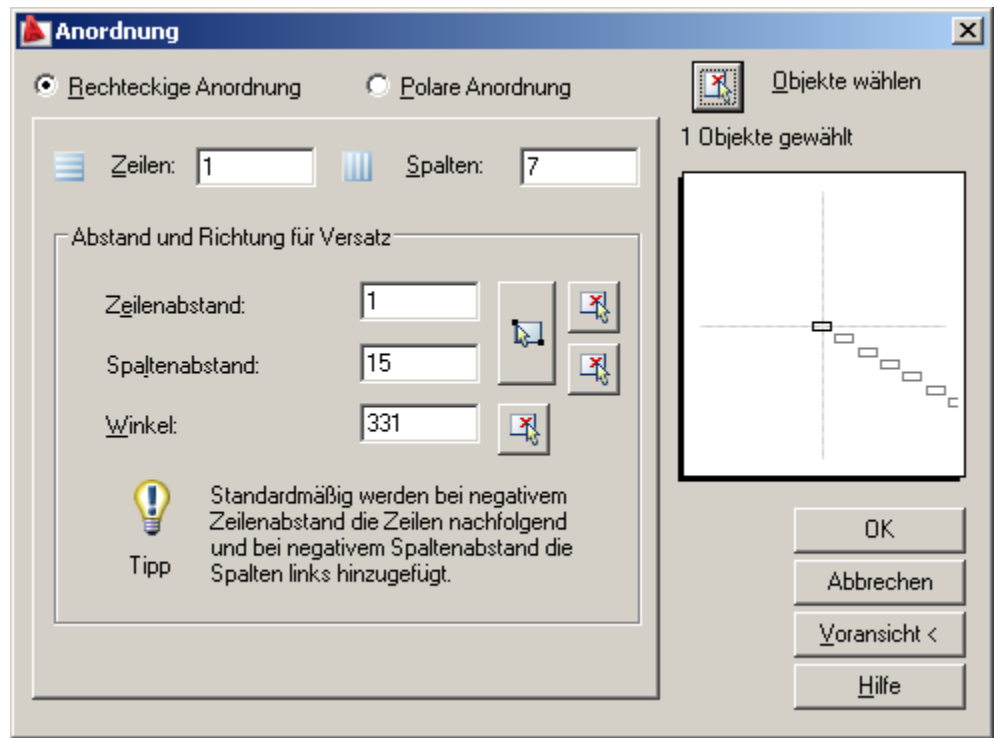 Anordnung
Rechteckige Anordnung
Polare Anordnung
Objekte wählen
1 Objekte gewählt
Zeilen: 1
Spalten: 7
Abstand und Richtung für Versatz
Zeilenabstand: 1
Spaltenabstand: 15
Winkel: 331
Tipp
Standardmäßig werden bei negativem
Zeilenabstand die Zeilen nachfolgend
und bei negativem Spaltenabstand die
Spalten links hinzugefügt.
OK
Abbrechen
Voransicht <
Hilfe